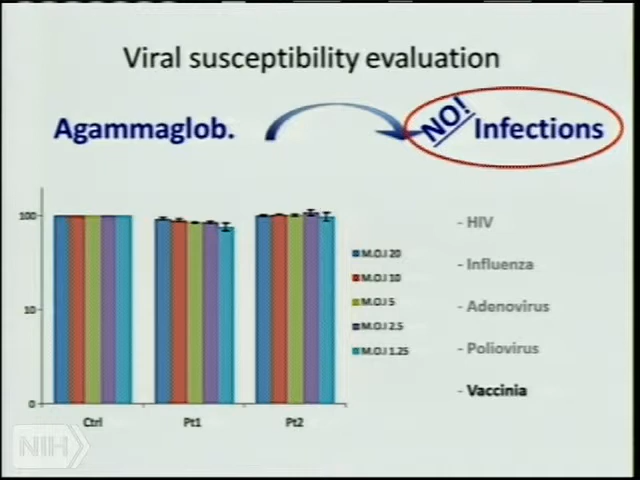 Viral susceptibility evaluation
Agammaglob.
NO! Infections
100
10
0
Ctrl
Pt1
Pt2
M.O.I 20
M.O.I 10
M.O.I 5
M.O.I 2.5
M.O.I 1.25
- HIV
- Influenza
- Adenovirus
- Poliovirus
- Vaccinia
NIH